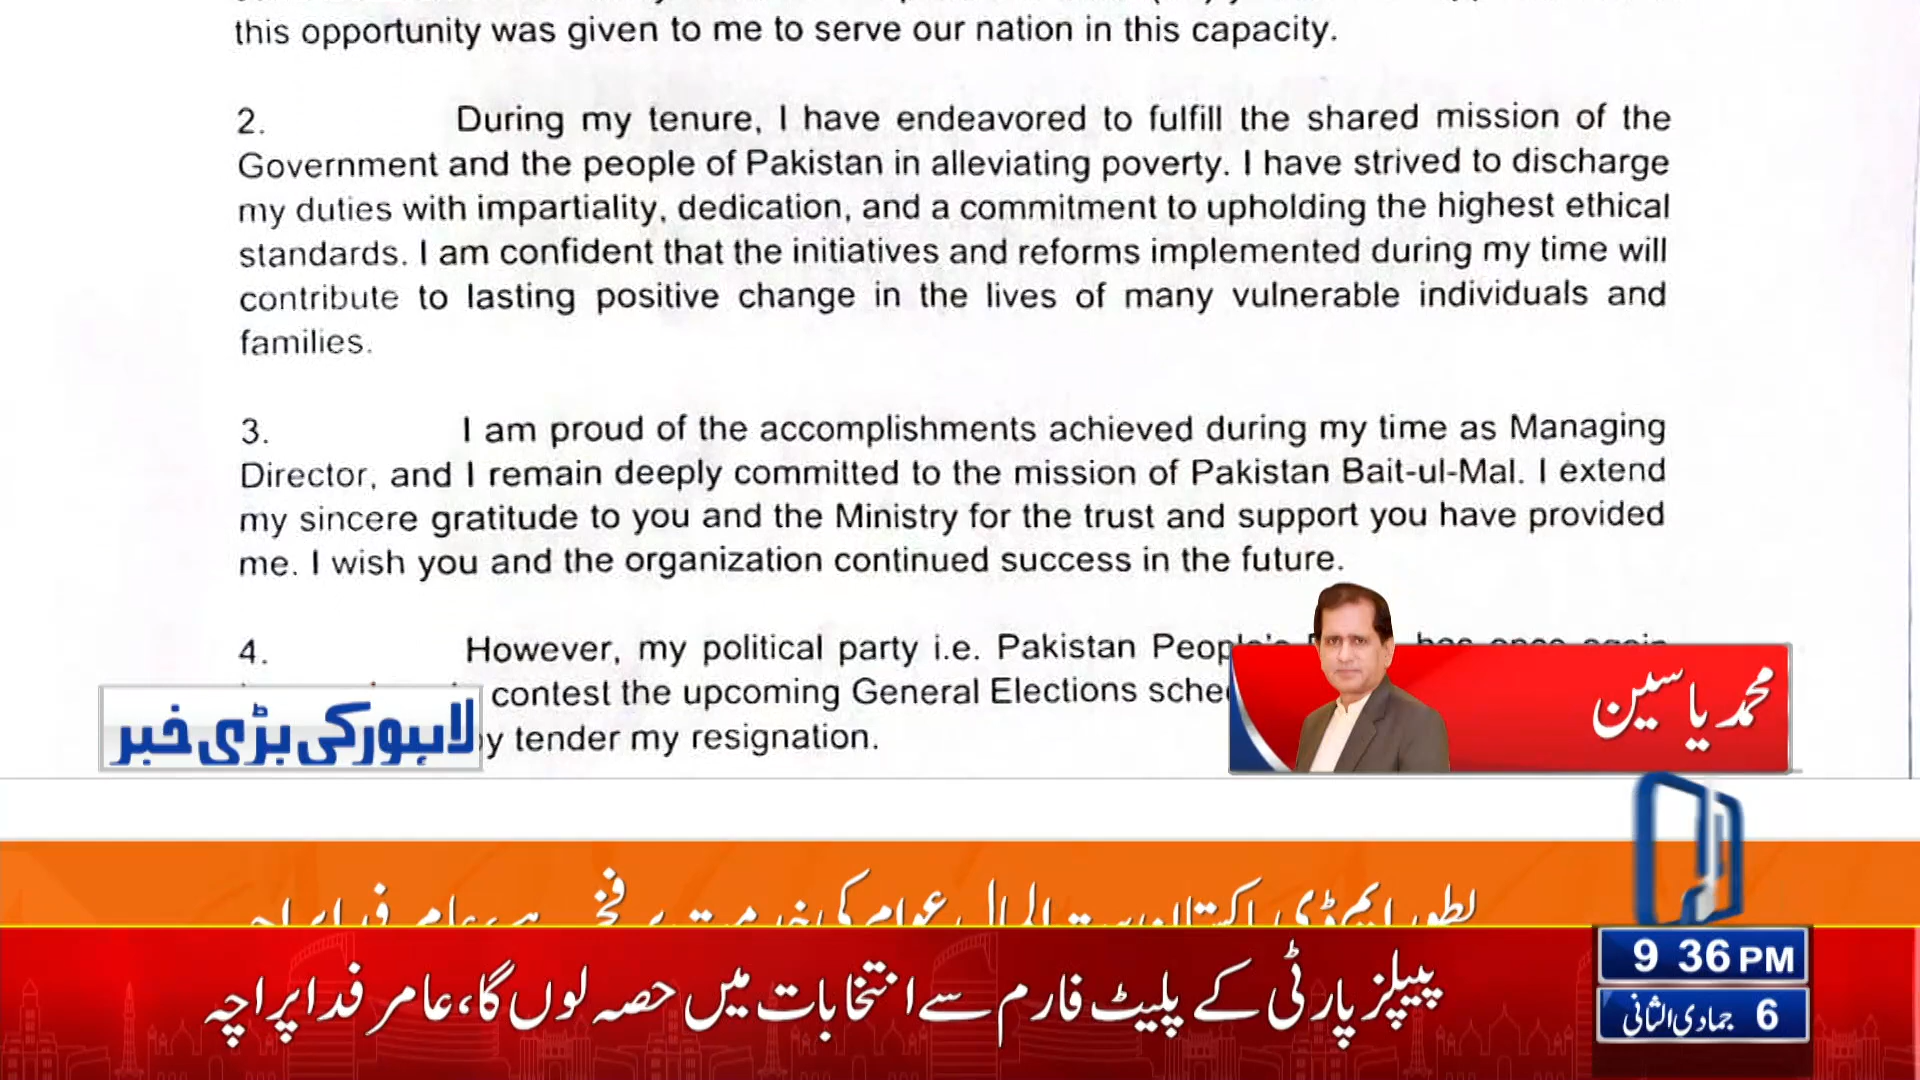 this opportunity was given to me to serve our nation in this capacity.
2. During my tenure, I have endeavored to fulfill the shared mission of the
Government and the people of Pakistan in alleviating poverty. I have strived to discharge
my duties with impartiality, dedication, and a commitment to upholding the highest ethical
standards. I am confident that the initiatives and reforms implemented during my time will
contribute to lasting positive change in the lives of many vulnerable individuals and
families.
3. I am proud of the accomplishments achieved during my time as Managing
Director, and I remain deeply committed to the mission of Pakistan Bait-ul-Mal. I extend
my sincere gratitude to you and the Ministry for the trust and support you have provided
me. I wish you and the organization continued success in the future.
4. However, my political party i.e. Pakistan
contest the upcoming General Elections
tender my resignation.
محمد یاسین
لاہور کی بڑی خبر
پیپلز پارٹی کے پلیٹ فارم سے انتخابات میں حصہ لوں گا، عامر فدا پراچہ
9 36 PM
6 جمادی الثانی